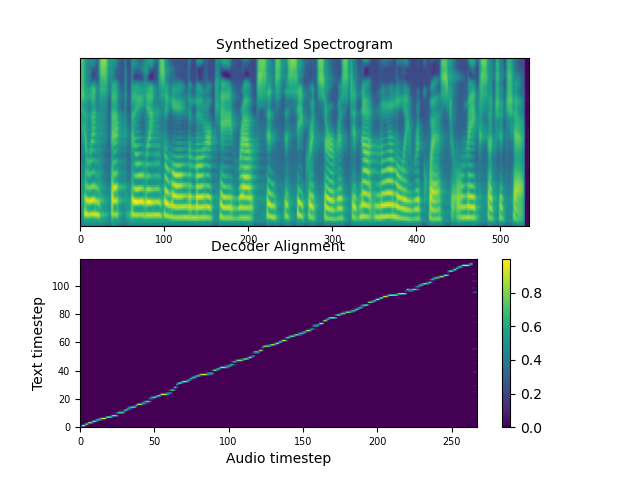 Synthetized Spectrogram
0 100 200 300 400 500
Decoder Alignment
Text timestep
100
80
60
40
20
0
0 50 100 150 200 250
Audio timestep
0.8
0.6
0.4
0.2
0.0